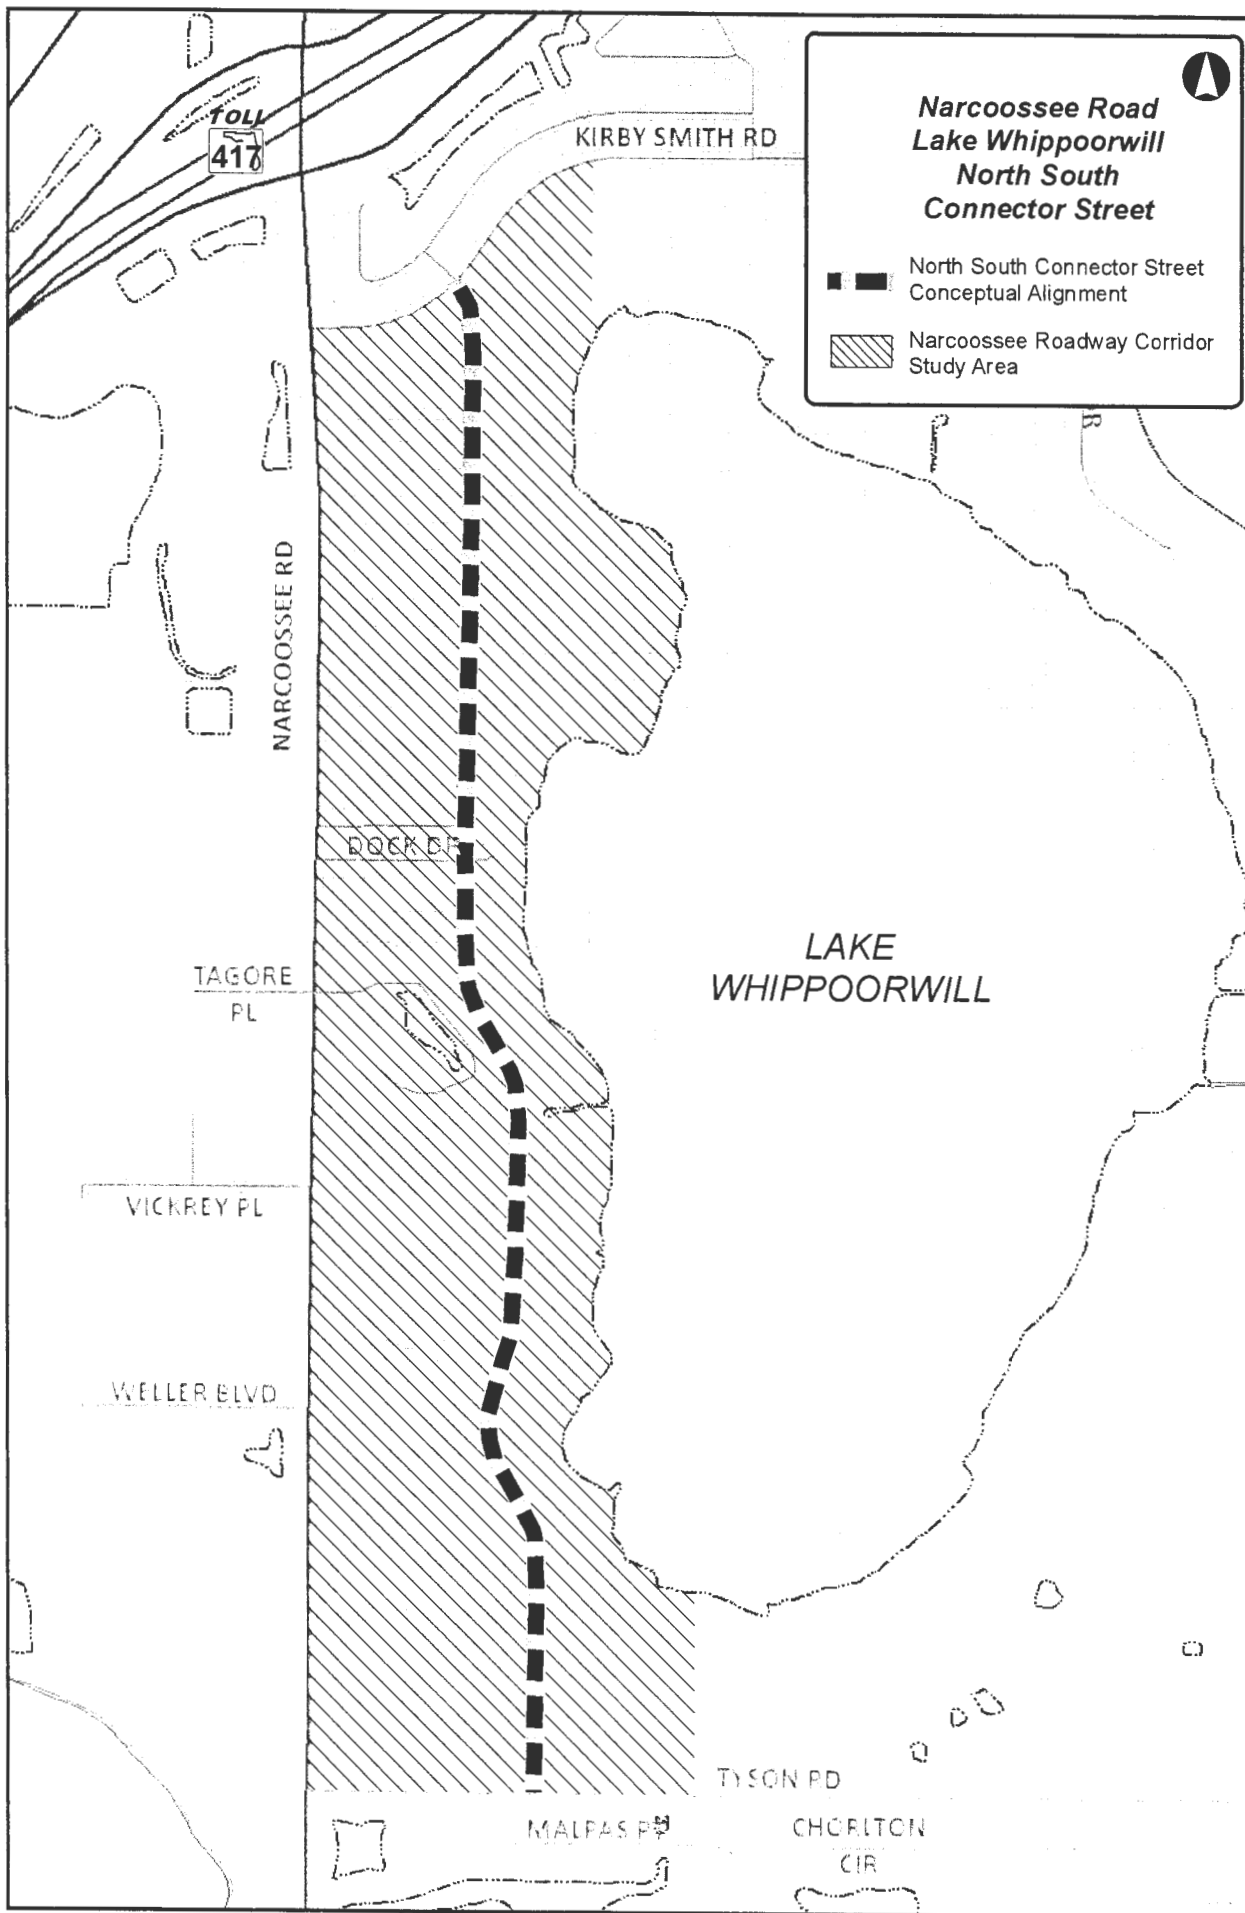 TOLL
417
KIRBY SMITH RD
Narcoossee Road
Lake Whippoorwill
North South
Connector Street
North South Connector Street
Conceptual Alignment
Narcoossee Roadway Corridor
Study Area
NARCOOSSEE RD
DOCK DR
LAKE
WHIPPOORWILL
TAGORE
PL
VICKREY PL
WELLER BLVD
TYSON RD
MALPAS
CHORLTON
CIR